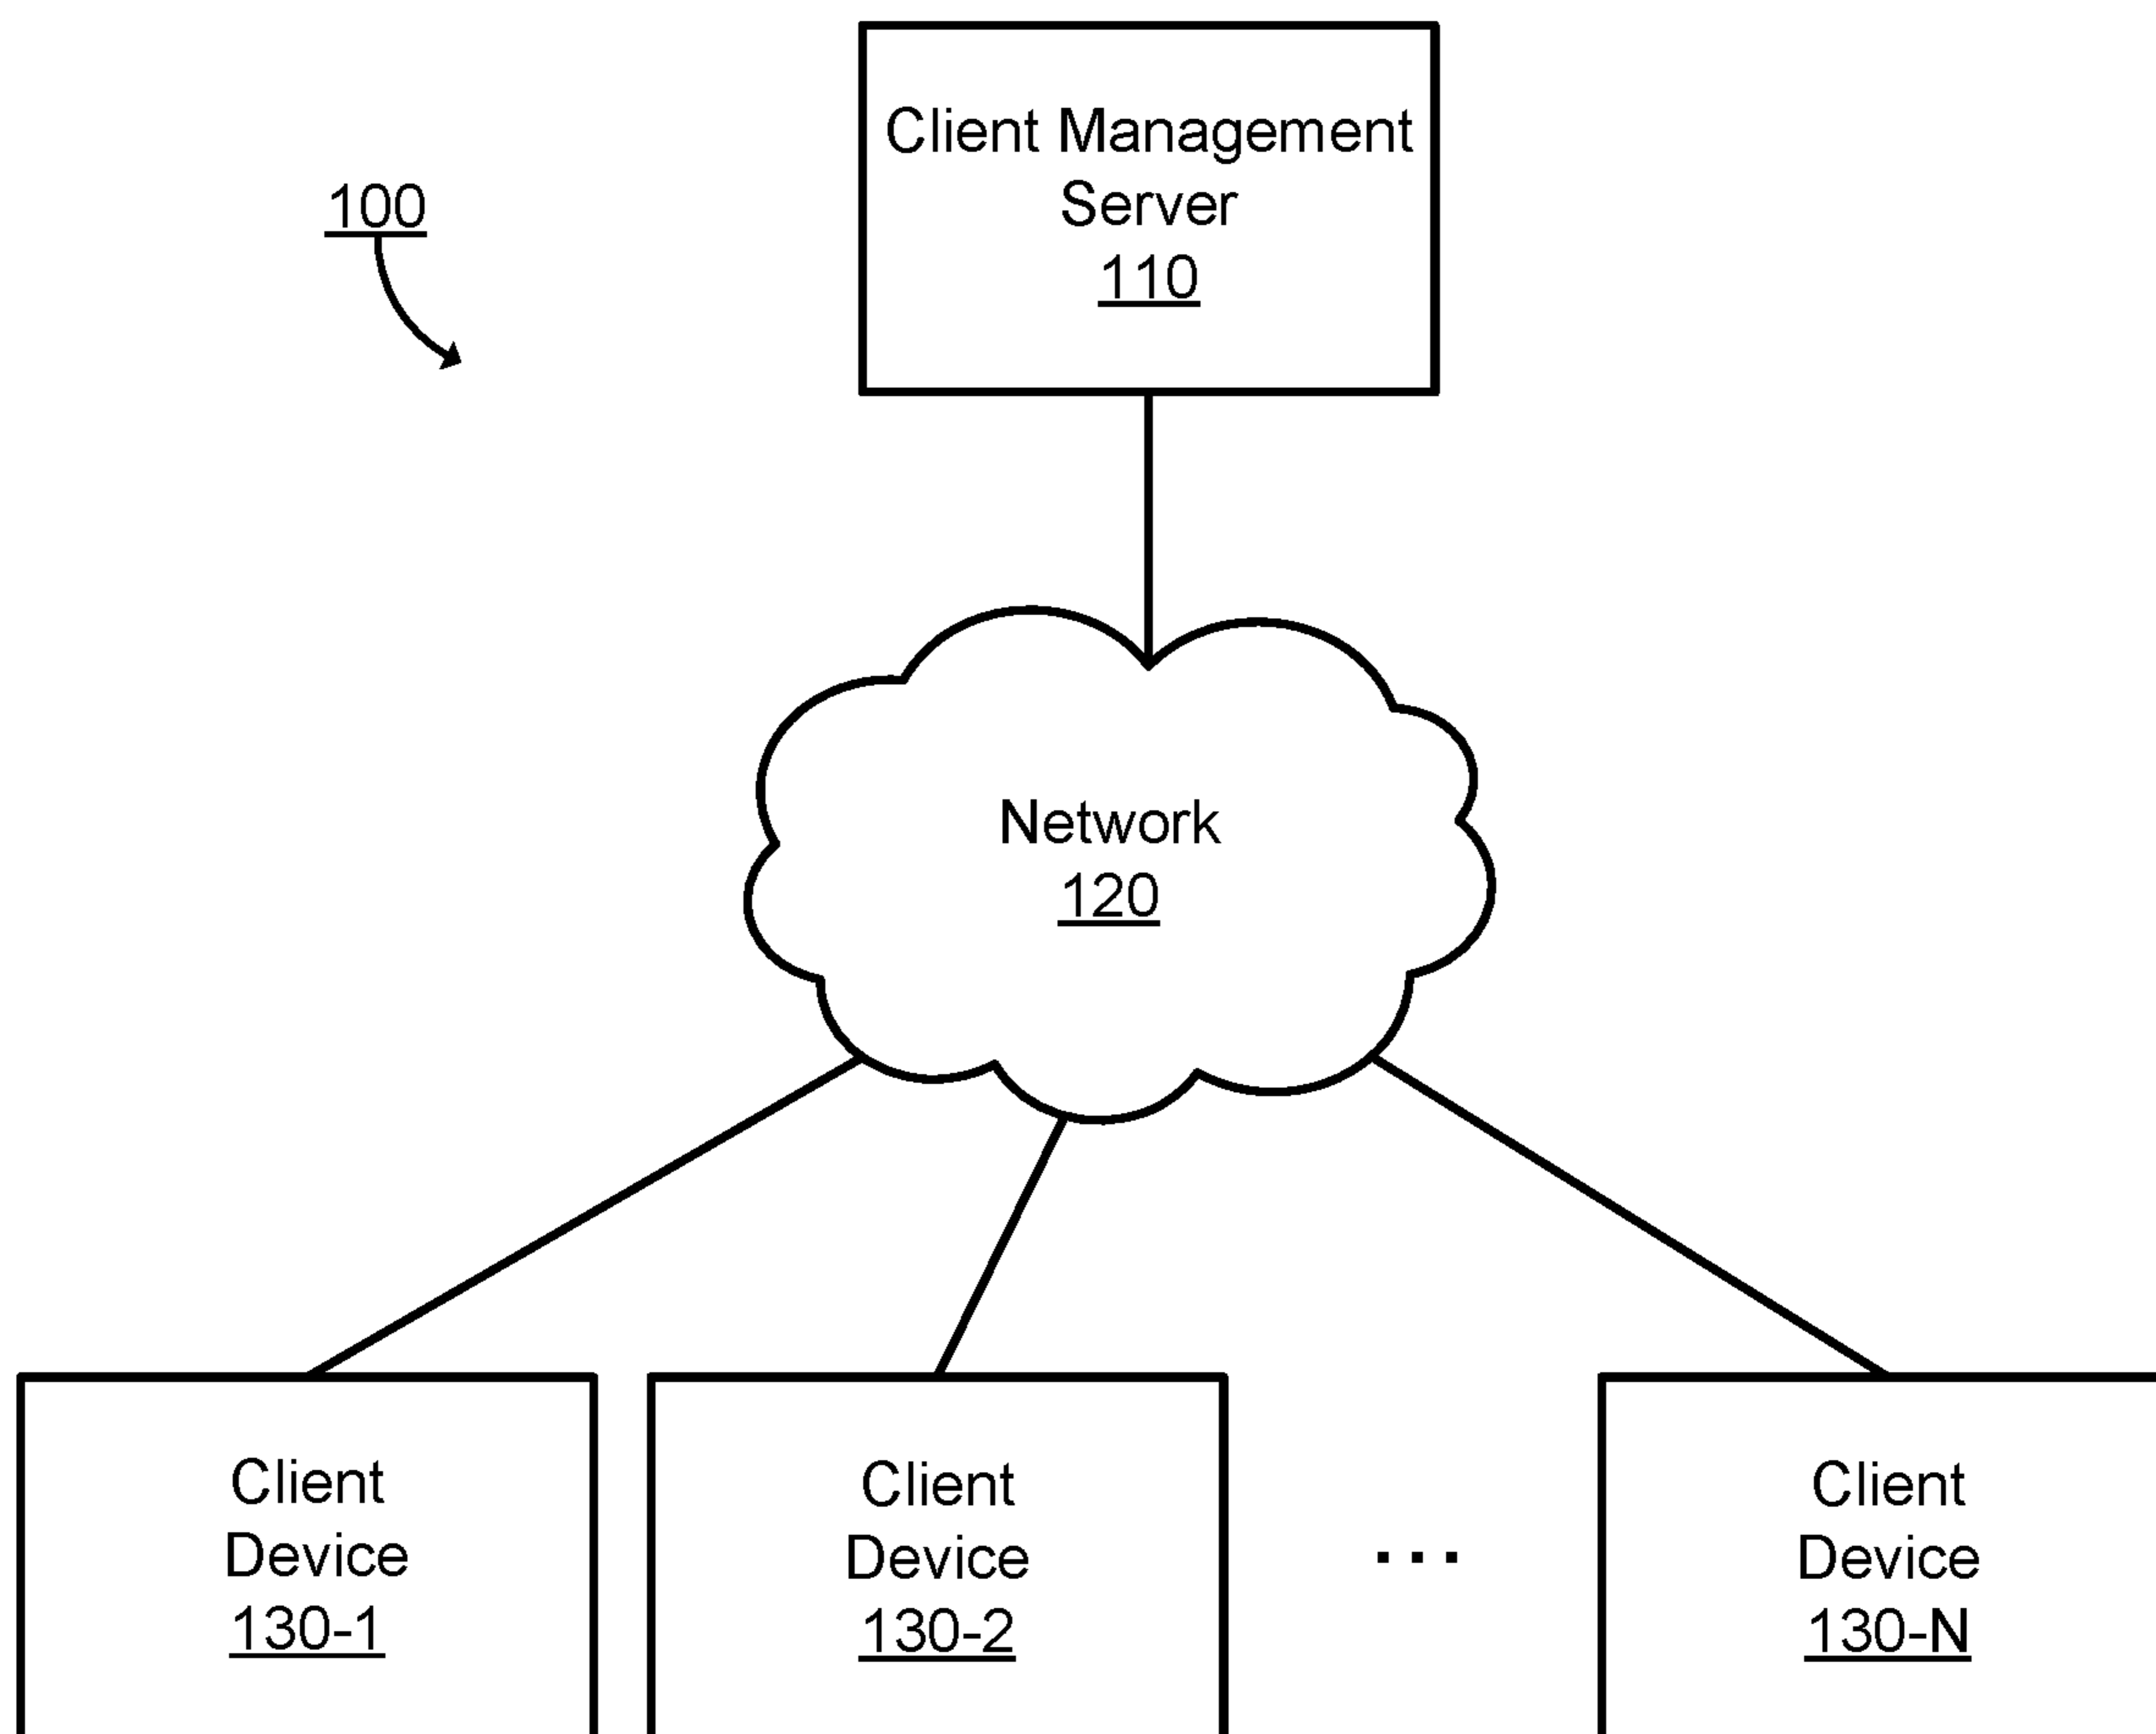 100
Client Management
Server
110
Network
120
Client
Device
130-1
Client
Device
130-2
...
Client
Device
130-N